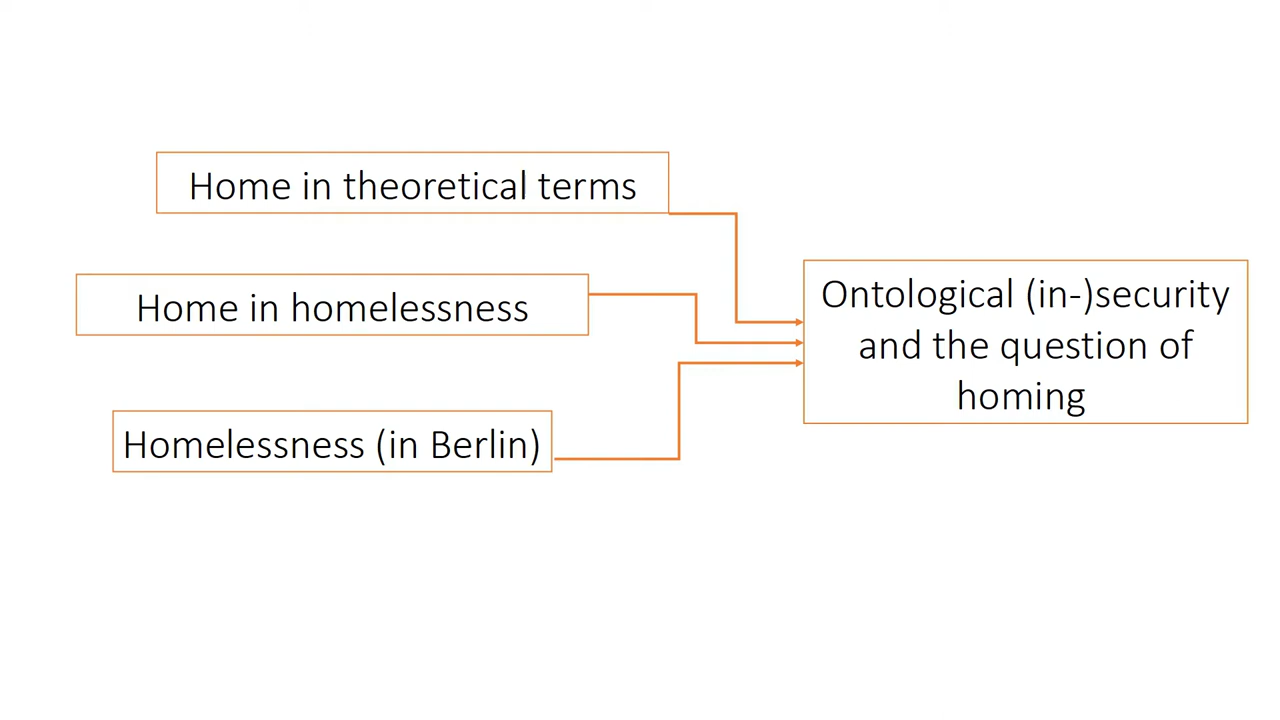 Home in theoretical terms
Home in homelessness
Homelessness (in Berlin)
Ontological (in-)security
and the question of
homing